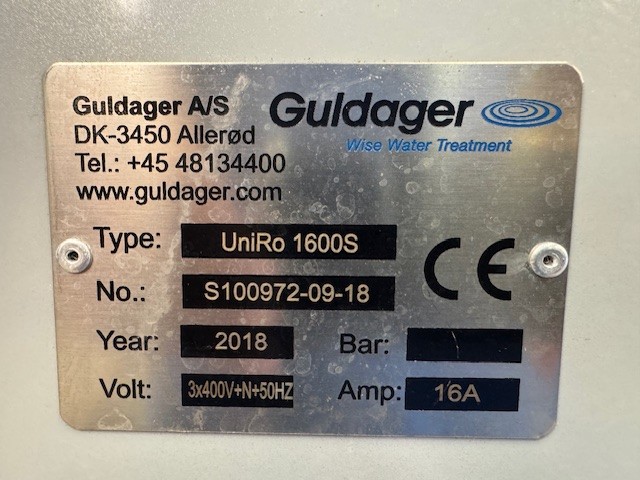 Guldager A/S
DK-3450 Allerød
Tel.: +45 48134400
www.guldager.com
Guldager
Wise Water Treatment
Type: UniRo 1600S
No.: S100972-09-18
CE
Year: 2018 Bar:
Volt: 3x400V+N+50HZ Amp: 16A